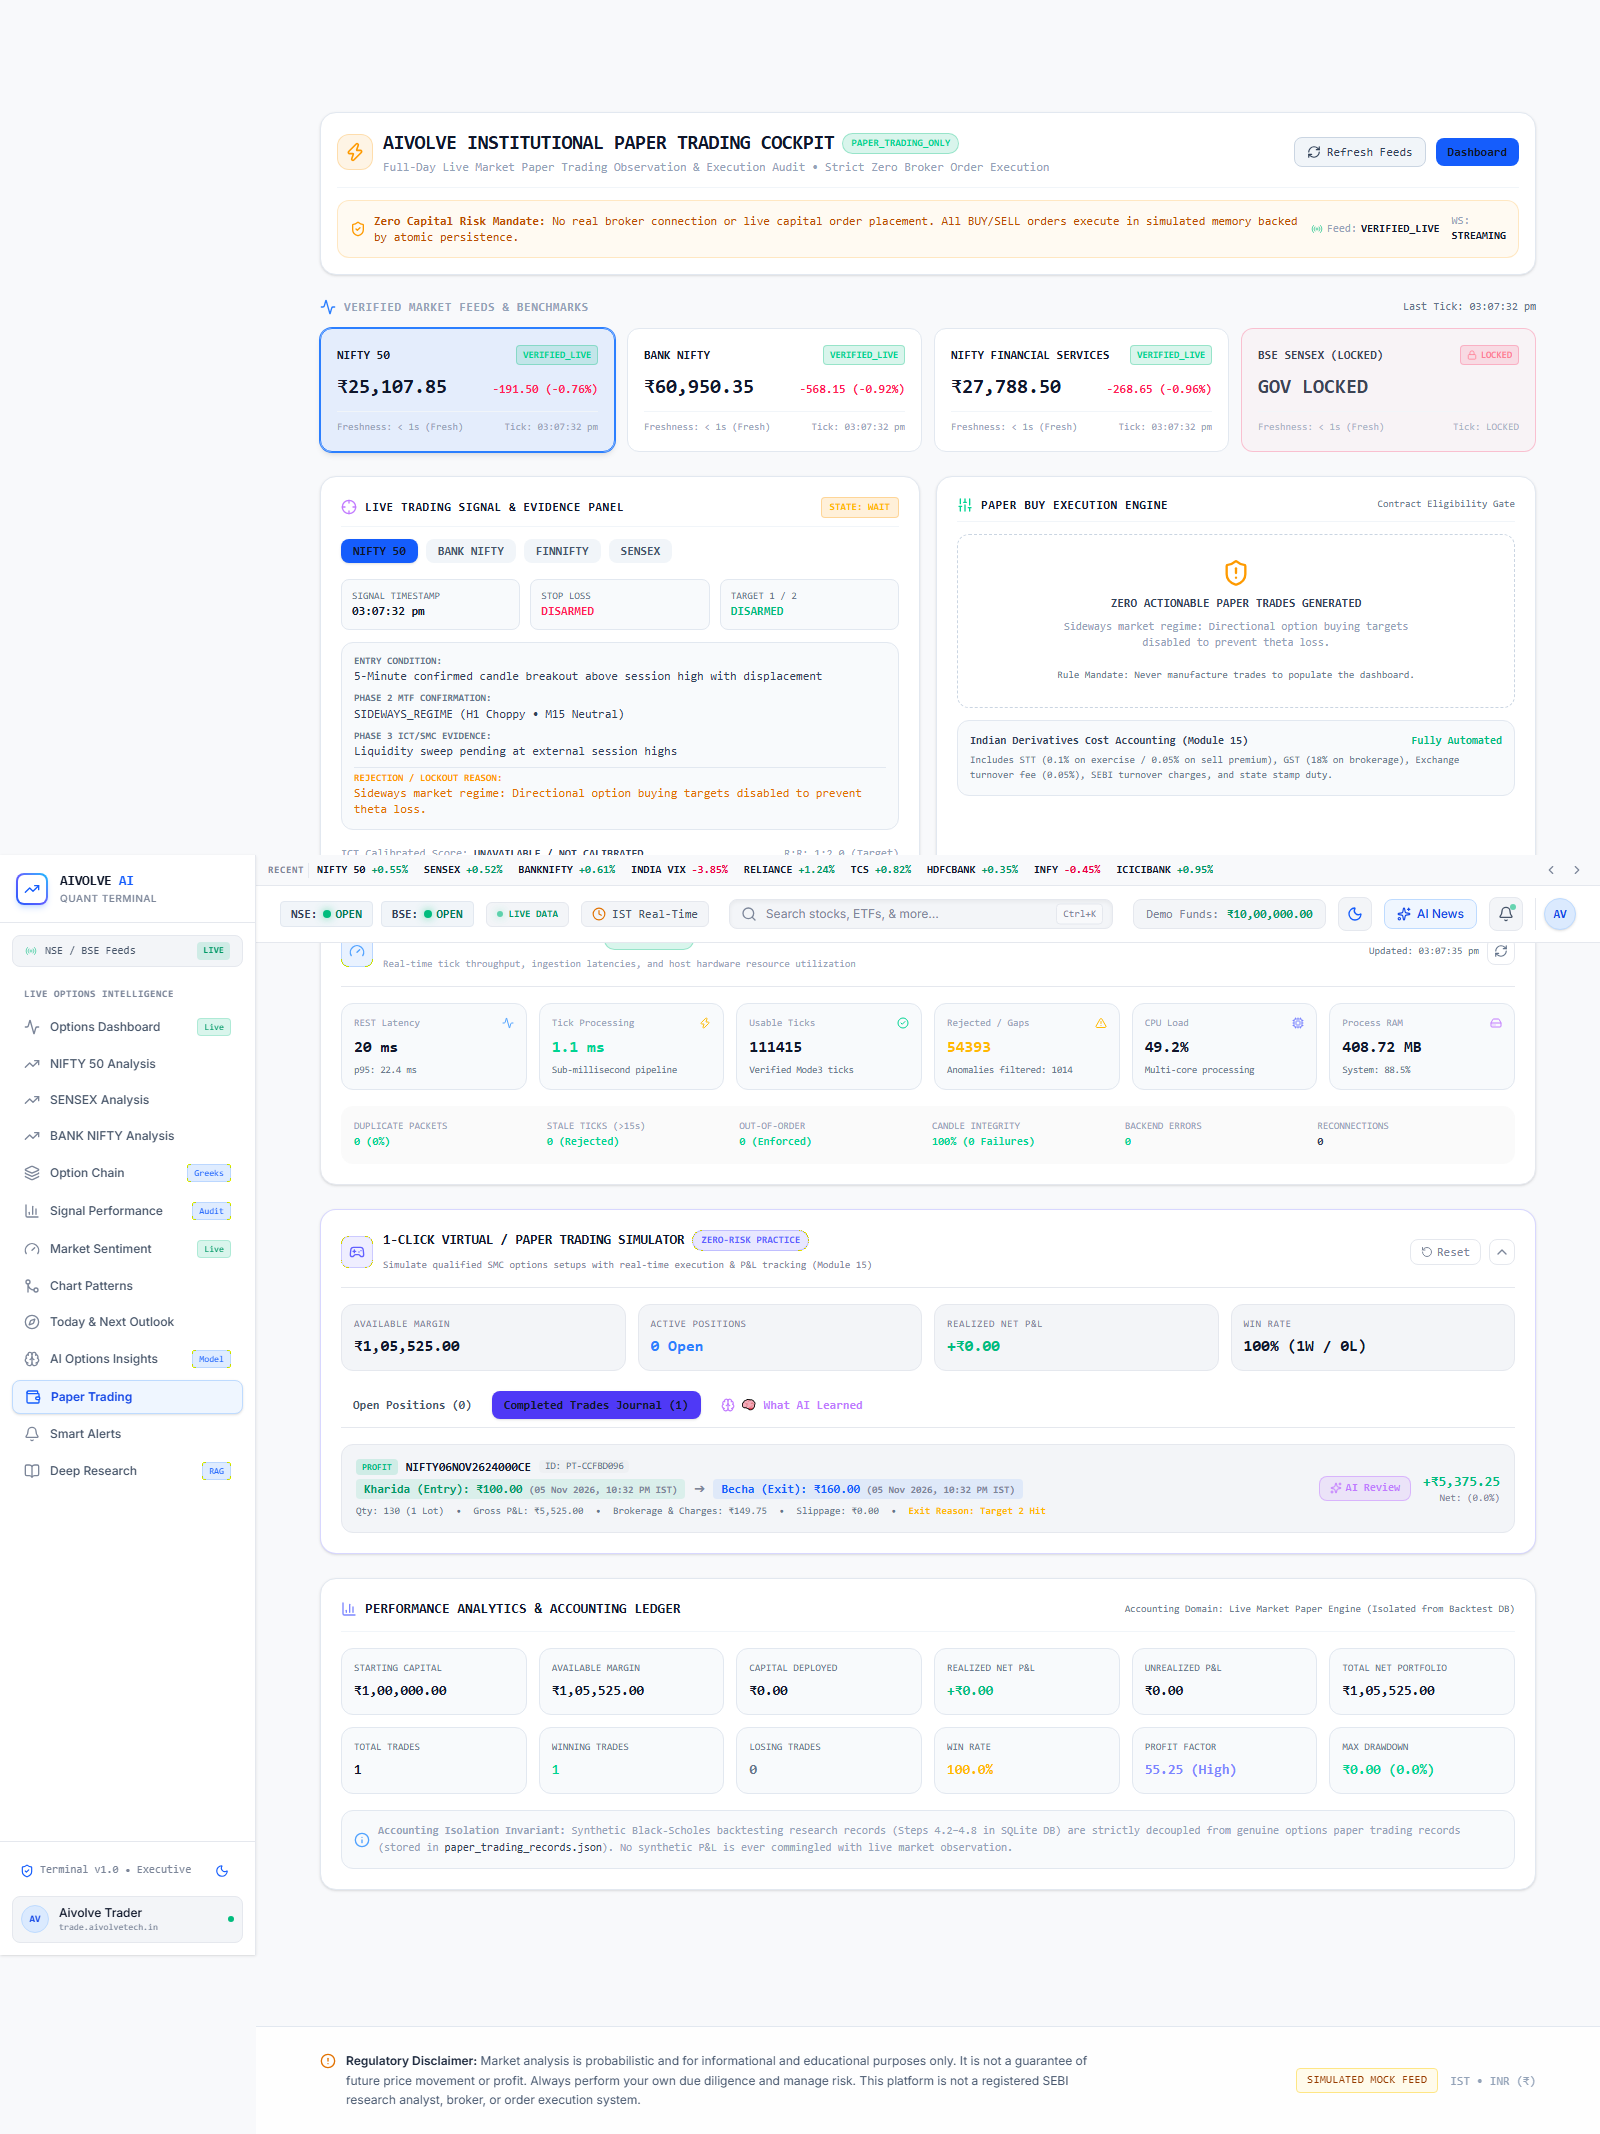 AIVOLVE INSTITUTIONAL PAPER TRADING COCKPIT PAPER_TRADING_ONLY
Full-Day Live Market Paper Trading Observation & Execution Audit • Strict Zero Broker Order Execution
Refresh Feeds Dashboard
Zero Capital Risk Mandate: No real broker connection or live capital order placement. All BUY/SELL orders execute in simulated memory backed
by atomic persistence.
Feed: VERIFIED_LIVE
WS:
STREAMING
VERIFIED MARKET FEEDS & BENCHMARKS
Last Tick: 03:07:32 pm
NIFTY 50 VERIFIED_LIVE
₹25,107.85 -191.50 (-0.76%)
Freshness: < 1s (Fresh) Tick: 03:07:32 pm
BANK NIFTY VERIFIED_LIVE
₹60,950.35 -568.15 (-0.92%)
Freshness: < 1s (Fresh) Tick: 03:07:32 pm
NIFTY FINANCIAL SERVICES VERIFIED_LIVE
₹27,788.50 -268.65 (-0.96%)
Freshness: < 1s (Fresh) Tick: 03:07:32 pm
BSE SENSEX (LOCKED) LOCKED
GOV LOCKED
Freshness: < 1s (Fresh) Tick: LOCKED
LIVE TRADING SIGNAL & EVIDENCE PANEL STATE: WAIT
NIFTY 50 BANK NIFTY FINNIFTY SENSEX
SIGNAL TIMESTAMP
03:07:32 pm
STOP LOSS
DISARMED
TARGET 1 / 2
DISARMED
ENTRY CONDITION:
5-Minute confirmed candle breakout above session high with displacement
PHASE 2 MTF CONFIRMATION:
SIDEWAYS_REGIME (H1 Choppy • M15 Neutral)
PHASE 3 ICT/SMC EVIDENCE:
Liquidity sweep pending at external session highs
REJECTION / LOCKOUT REASON:
Sideways market regime: Directional option buying targets disabled to prevent
theta loss.
ICT Calibrated Score: UNAVAILABLE / NOT CALIBRATED R:R: 1:2.0 (Target)
PAPER BUY EXECUTION ENGINE Contract Eligibility Gate
ZERO ACTIONABLE PAPER TRADES GENERATED
Sideways market regime: Directional option buying targets
disabled to prevent theta loss.
Rule Mandate: Never manufacture trades to populate the dashboard.
Indian Derivatives Cost Accounting (Module 15) Fully Automated
Includes STT (0.1% on exercise / 0.05% on sell premium), GST (18% on brokerage), Exchange
turnover fee (0.05%), SEBI turnover charges, and state stamp duty.
AIVOLVE AI
QUANT TERMINAL
NSE / BSE Feeds LIVE
LIVE OPTIONS INTELLIGENCE
Options Dashboard Live
NIFTY 50 Analysis
SENSEX Analysis
BANK NIFTY Analysis
Option Chain Greeks
Signal Performance Audit
Market Sentiment Live
Chart Patterns
Today & Next Outlook
AI Options Insights Model
Paper Trading
Smart Alerts
Deep Research RAG
Terminal v1.0 • Executive
AV
Aivolve Trader
trade.aivolvetech.in
RECENT NIFTY 50 +0.55% SENSEX +0.52% BANKNIFTY +0.61% INDIA VIX -3.85% RELIANCE +1.24% TCS +0.82% HDFCBANK +0.35% INFY -0.45% ICICIBANK +0.95%
NSE: OPEN BSE: OPEN LIVE DATA IST Real-Time Search stocks, ETFs, & more... Ctrl+K Demo Funds: ₹10,00,000.00 AI News AV
Real-time tick throughput, ingestion latencies, and host hardware resource utilization
Updated: 03:07:35 pm
REST Latency
20 ms
p95: 22.4 ms
Tick Processing
1.1 ms
Sub-millisecond pipeline
Usable Ticks
111415
Verified Mode3 ticks
Rejected / Gaps
54393
Anomalies filtered: 1014
CPU Load
49.2%
Multi-core processing
Process RAM
408.72 MB
System: 88.5%
DUPLICATE PACKETS
0 (0%)
STALE TICKS (>15s)
0 (Rejected)
OUT-OF-ORDER
0 (Enforced)
CANDLE INTEGRITY
100% (0 Failures)
BACKEND ERRORS
0
RECONNECTIONS
0
1-CLICK VIRTUAL / PAPER TRADING SIMULATOR ZERO-RISK PRACTICE
Simulate qualified SMC options setups with real-time execution & P&L tracking (Module 15)
Reset
AVAILABLE MARGIN
₹1,05,525.00
ACTIVE POSITIONS
0 Open
REALIZED NET P&L
+₹0.00
WIN RATE
100% (1W / 0L)
Open Positions (0) Completed Trades Journal (1) What AI Learned
PROFIT NIFTY06NOV2624000CE ID: PT-CCFBD096
Kharida (Entry): ₹100.00 (05 Nov 2026, 10:32 PM IST) → Becha (Exit): ₹160.00 (05 Nov 2026, 10:32 PM IST)
Qty: 130 (1 Lot) • Gross P&L: ₹5,525.00 • Brokerage & Charges: ₹149.75 • Slippage: ₹0.00 • Exit Reason: Target 2 Hit
AI Review
+₹5,375.25
Net: (0.0%)
PERFORMANCE ANALYTICS & ACCOUNTING LEDGER
Accounting Domain: Live Market Paper Engine (Isolated from Backtest DB)
STARTING CAPITAL
₹1,00,000.00
AVAILABLE MARGIN
₹1,05,525.00
CAPITAL DEPLOYED
₹0.00
REALIZED NET P&L
+₹0.00
UNREALIZED P&L
₹0.00
TOTAL NET PORTFOLIO
₹1,05,525.00
TOTAL TRADES
1
WINNING TRADES
1
LOSING TRADES
0
WIN RATE
100.0%
PROFIT FACTOR
55.25 (High)
MAX DRAWDOWN
₹0.00 (0.0%)
Accounting Isolation Invariant: Synthetic Black-Scholes backtesting research records (Steps 4.2–4.8 in SQLite DB) are strictly decoupled from genuine options paper trading records
(stored in paper_trading_records.json). No synthetic P&L is ever commingled with live market observation.
Regulatory Disclaimer: Market analysis is probabilistic and for informational and educational purposes only. It is not a guarantee of
future price movement or profit. Always perform your own due diligence and manage risk. This platform is not a registered SEBI
research analyst, broker, or order execution system.
SIMULATED MOCK FEED IST • INR (₹)